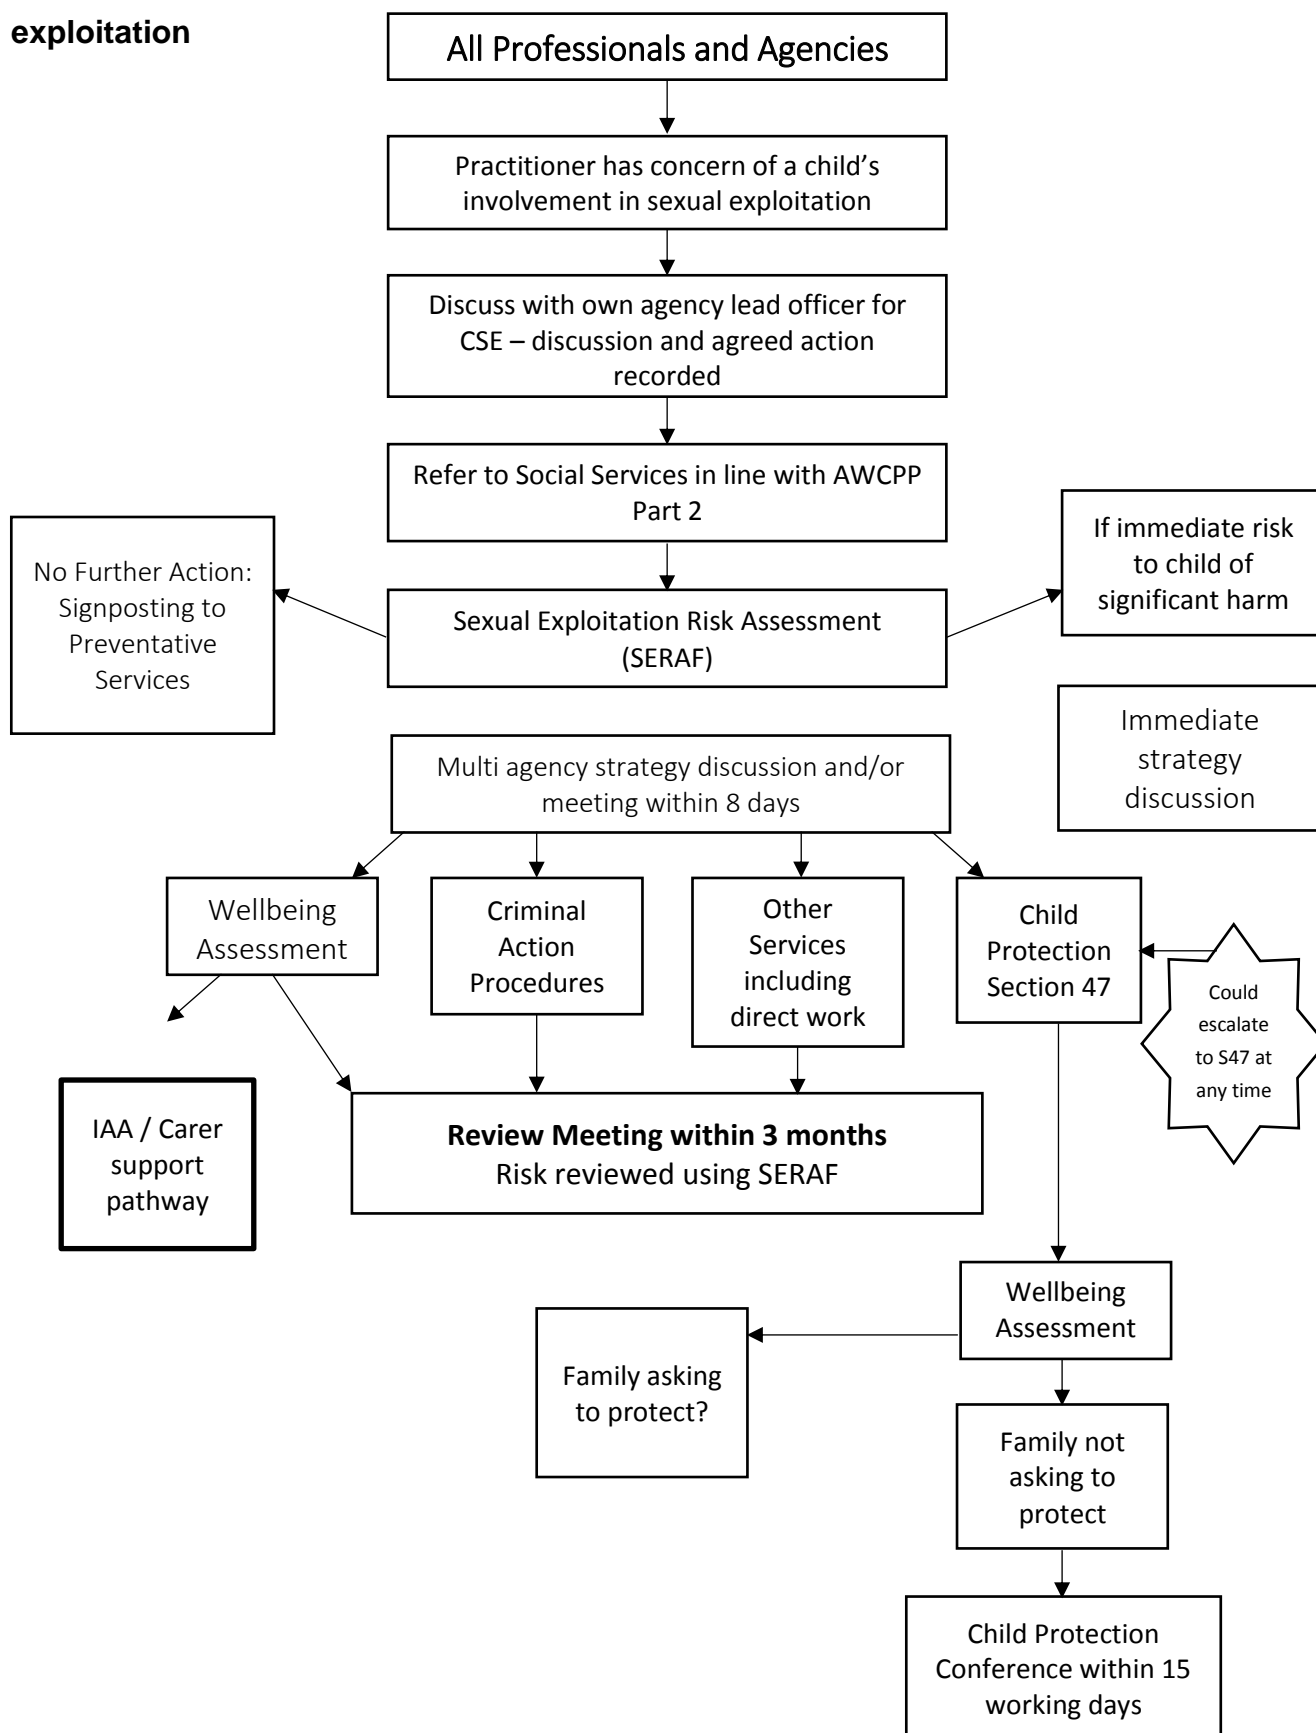 exploitation
All Professionals and Agencies
Practitioner has concern of a child’s
involvement in sexual exploitation
Discuss with own agency lead officer for
CSE – discussion and agreed action
recorded
Refer to Social Services in line with AWCPP
Part 2
No Further Action:
Signposting to
Preventative
Services
Sexual Exploitation Risk Assessment
(SERAF)
If immediate risk
to child of
significant harm
Immediate
strategy
discussion
Multi agency strategy discussion and/or
meeting within 8 days
Wellbeing
Assessment
Criminal
Action
Procedures
Other
Services
including
direct work
Child
Protection
Section 47
Could
escalate
to S47 at
any time
IAA / Carer
support
pathway
Review Meeting within 3 months
Risk reviewed using SERAF
Wellbeing
Assessment
Family asking
to protect?
Family not
asking to
protect
Child Protection
Conference within 15
working days